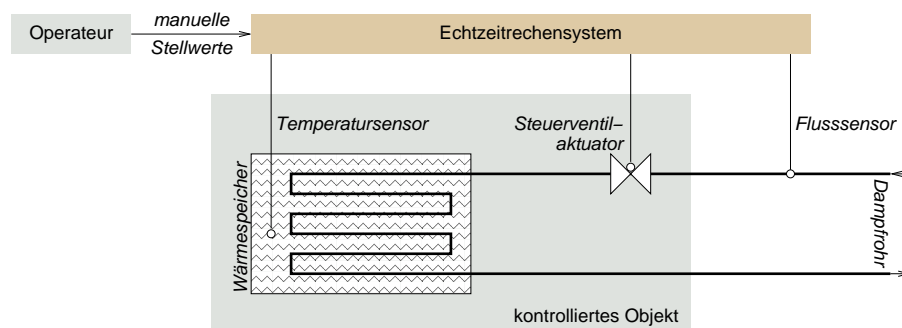 Operateur
manuelle
Stellwerte
Echtzeitrechensystem
Temperatursensor
Steuerventil–
aktuator
Flusssensor
Wärmespeicher
Dampfrohr
kontrolliertes Objekt